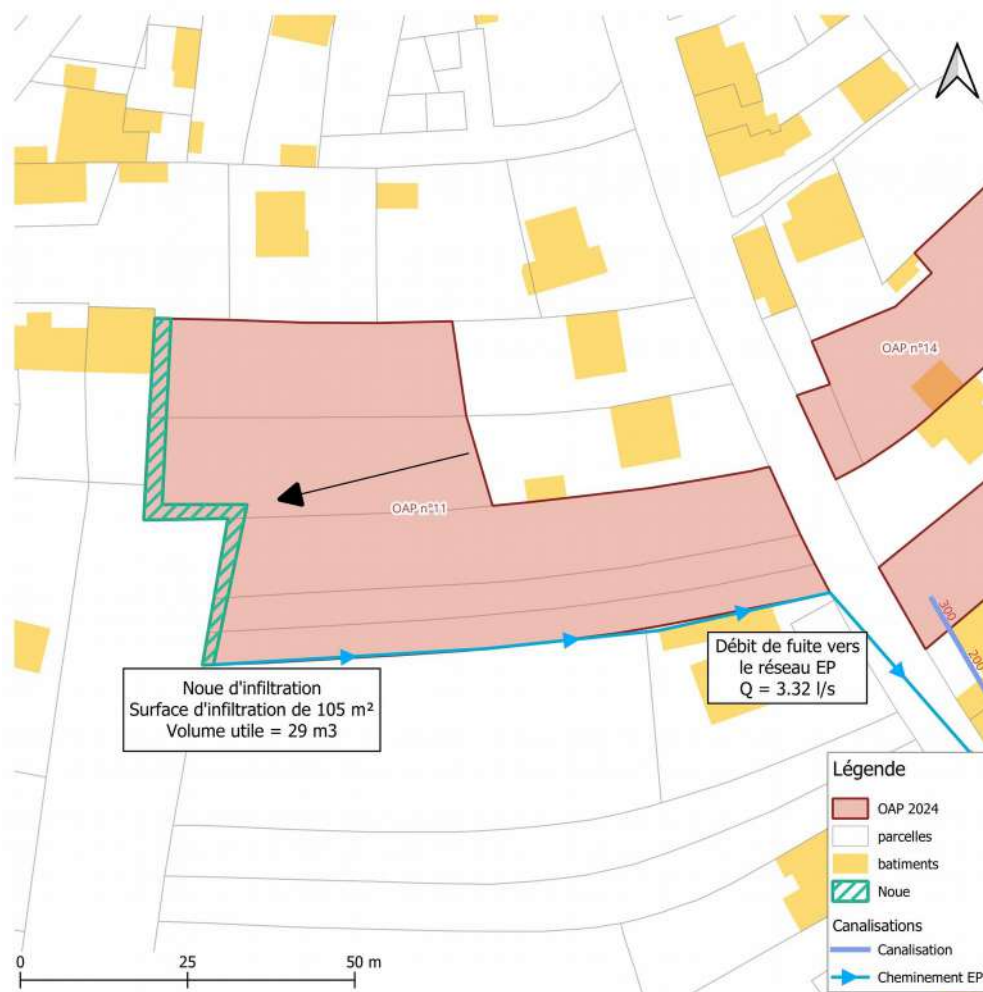 OAP n°14
OAP n°11
300
200
Débit de fuite vers
le réseau EP
Q = 3.32 l/s
Noue d'infiltration
Surface d'infiltration de 105 m²
Volume utile = 29 m3
Légende
OAP 2024
parcelles
batiments
Noue
Canalisations
Canalisation
Cheminement EP
0 25 50 m